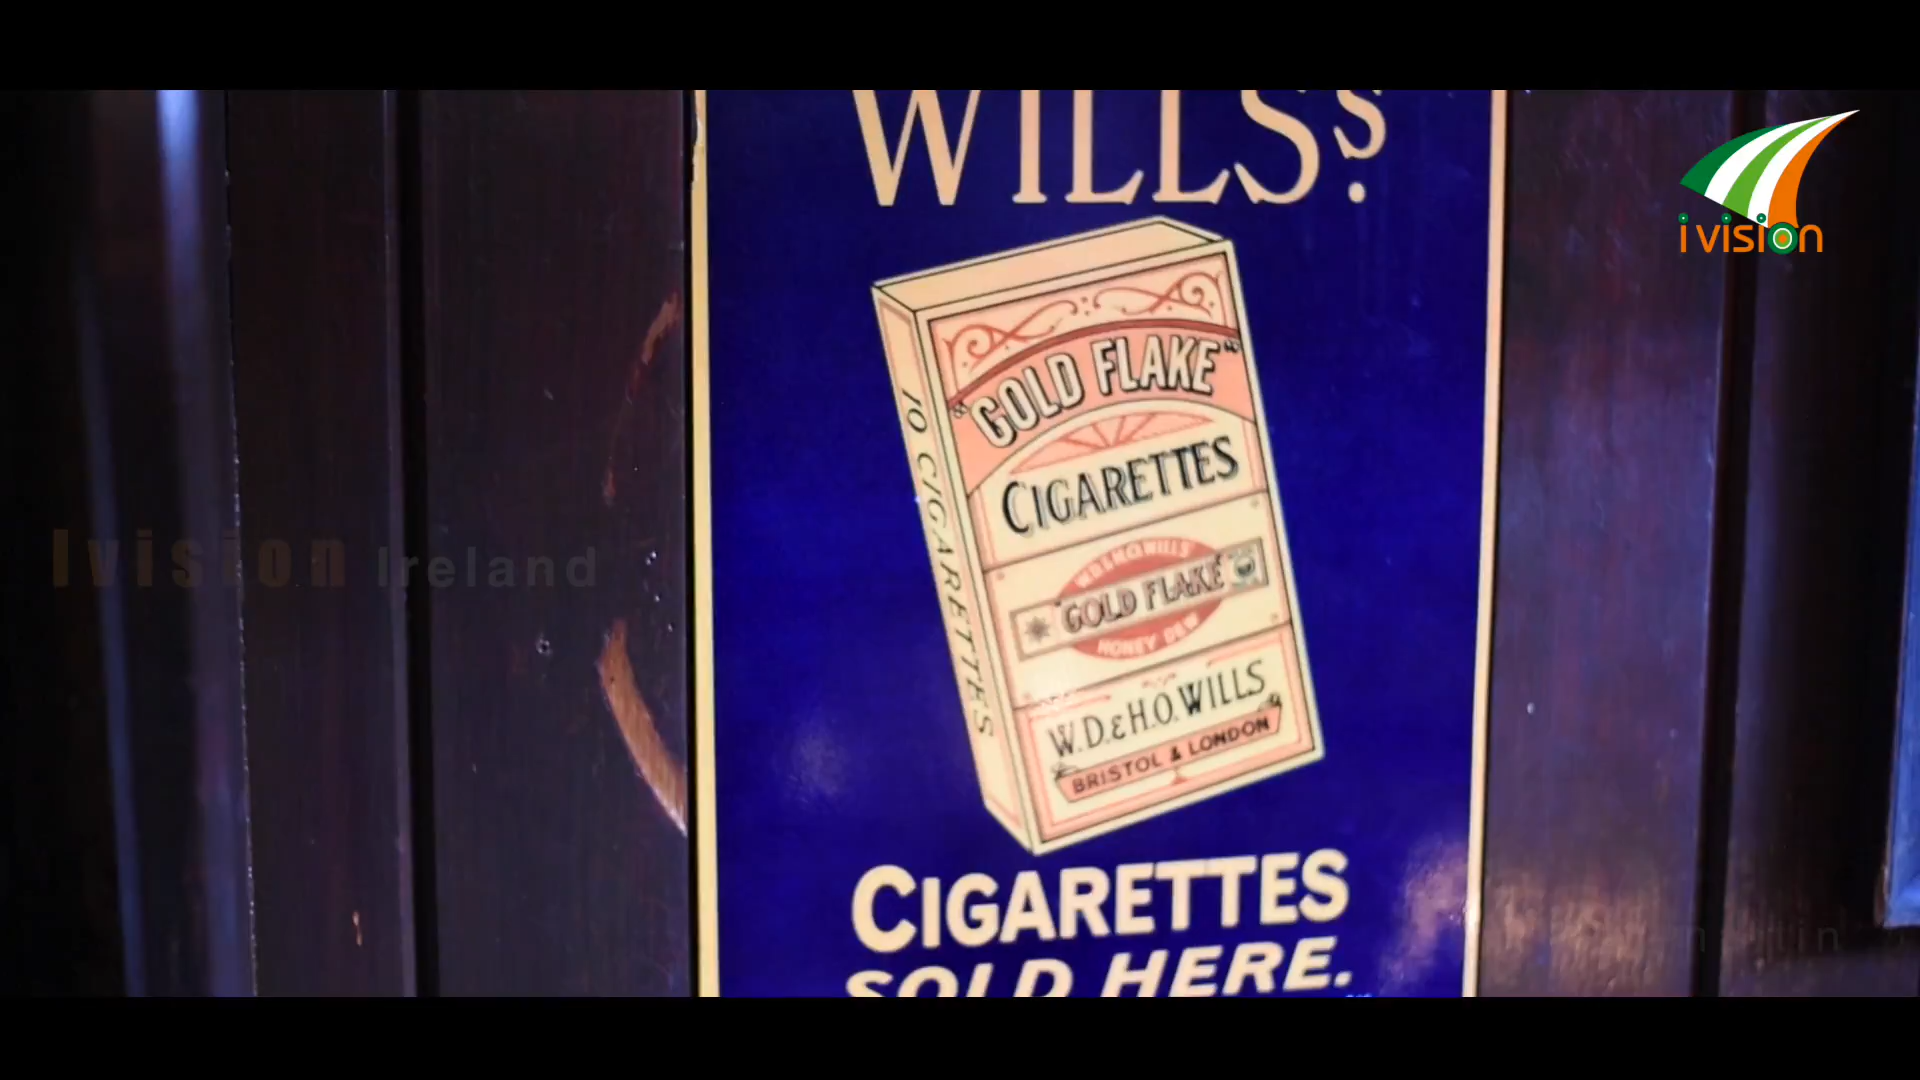 WILLS's.
"GOLD FLAKE"
CIGARETTES
W.D.& H.O. WILLS'
GOLD FLAKE
HONEY DEW
W.D.&H.O.WILLS
BRISTOL & LONDON
10 CIGARETTES
CIGARETTES
SOLD HERE.
i vision
Ivision Ireland